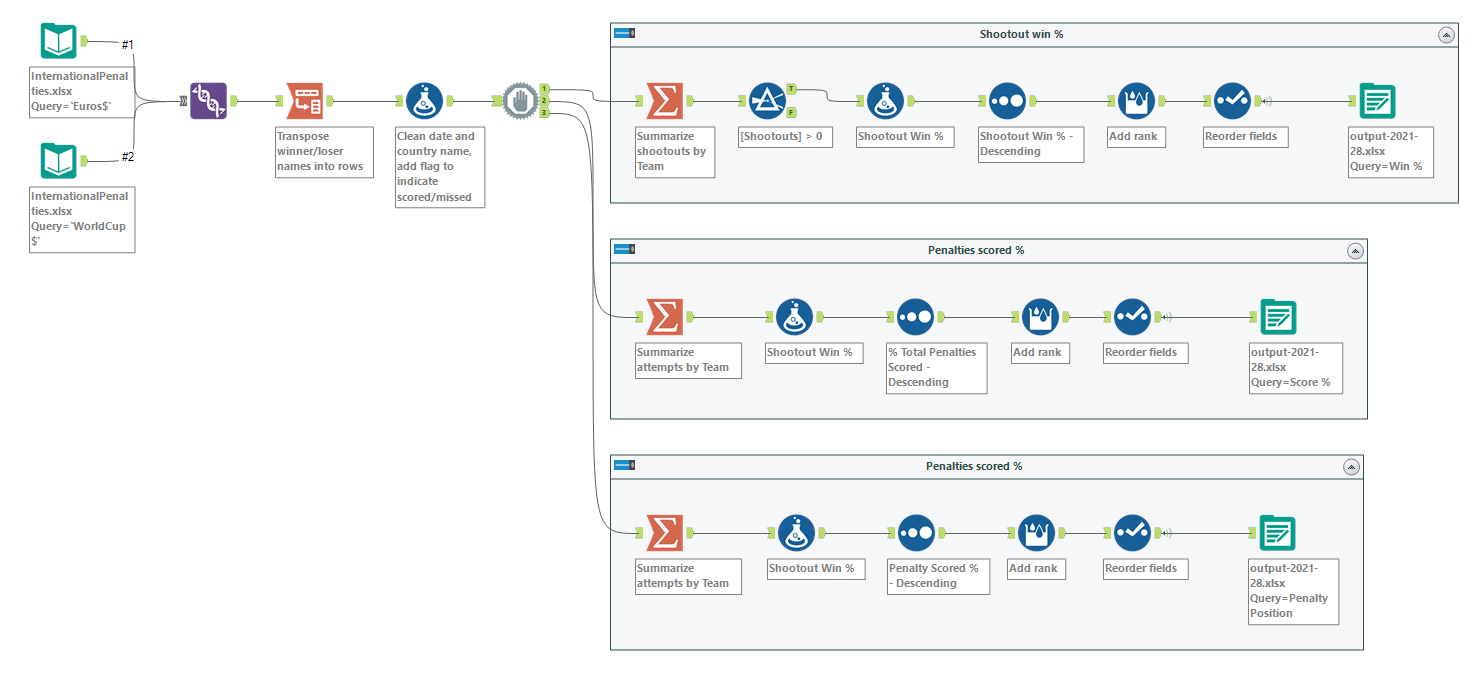 #1
InternationalPenal
ties.xlsx
Query=`Euros$`
#2
InternationalPenal
ties.xlsx
Query=`WorldCup
$`
Transpose
winner/loser
names into rows
Clean date and
country name,
add flag to
indicate
scored/missed
1
2
3
Shootout win %
Summarize
shootouts by
Team
T
F
[Shootouts] > 0
Shootout Win %
Shootout Win % -
Descending
Add rank
Reorder fields
output-2021-
28.xlsx
Query=Win %
Penalties scored %
Summarize
attempts by Team
Shootout Win %
% Total Penalties
Scored -
Descending
Add rank
Reorder fields
output-2021-
28.xlsx
Query=Score %
Penalties scored %
Summarize
attempts by Team
Shootout Win %
Penalty Scored %
- Descending
Add rank
Reorder fields
output-2021-
28.xlsx
Query=Penalty
Position